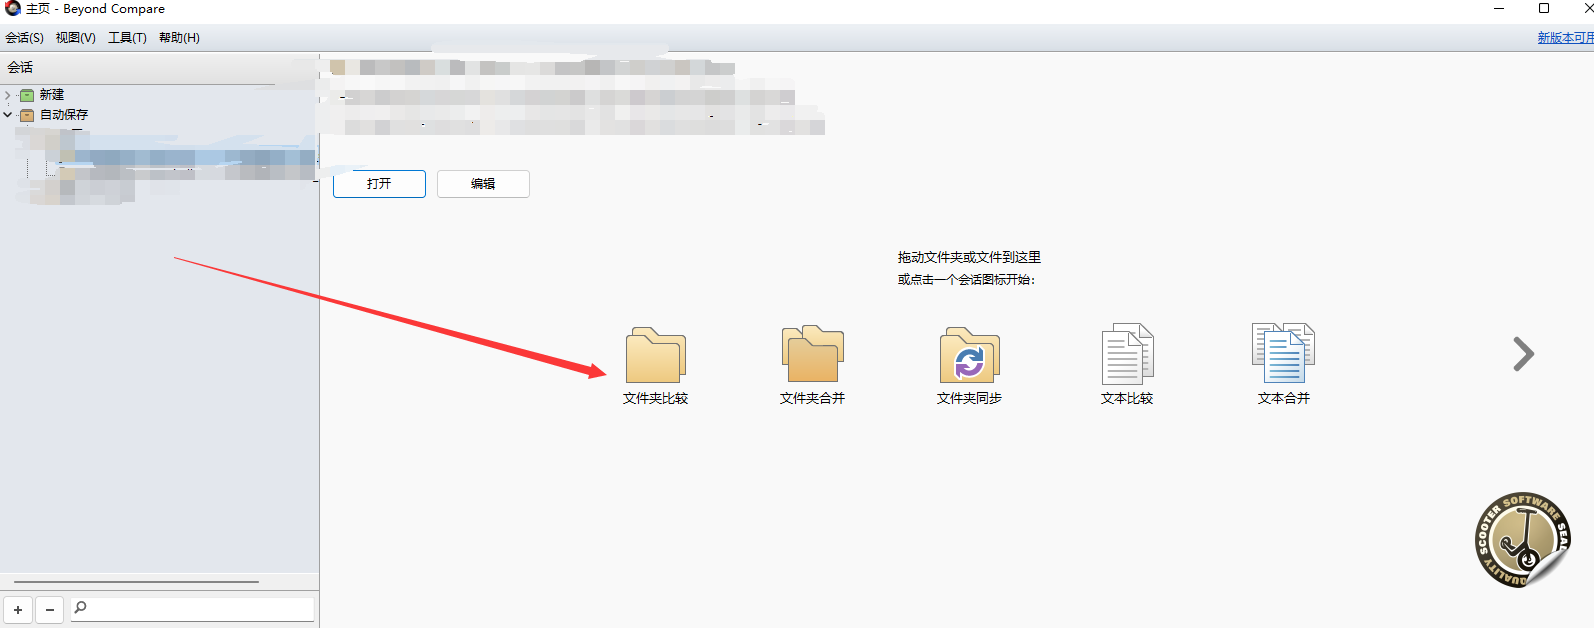 主页 - Beyond Compare
会话(S) 视图(V) 工具(T) 帮助(H)
新版本可用
会话
新建
自动保存
打开 编辑
拖动文件夹或文件到这里
或点击一个会话图标开始:
文件夹比较 文件夹合并 文件夹同步 文本比较 文本合并
SCOOTER SOFTWARE SEAL
QUALITY